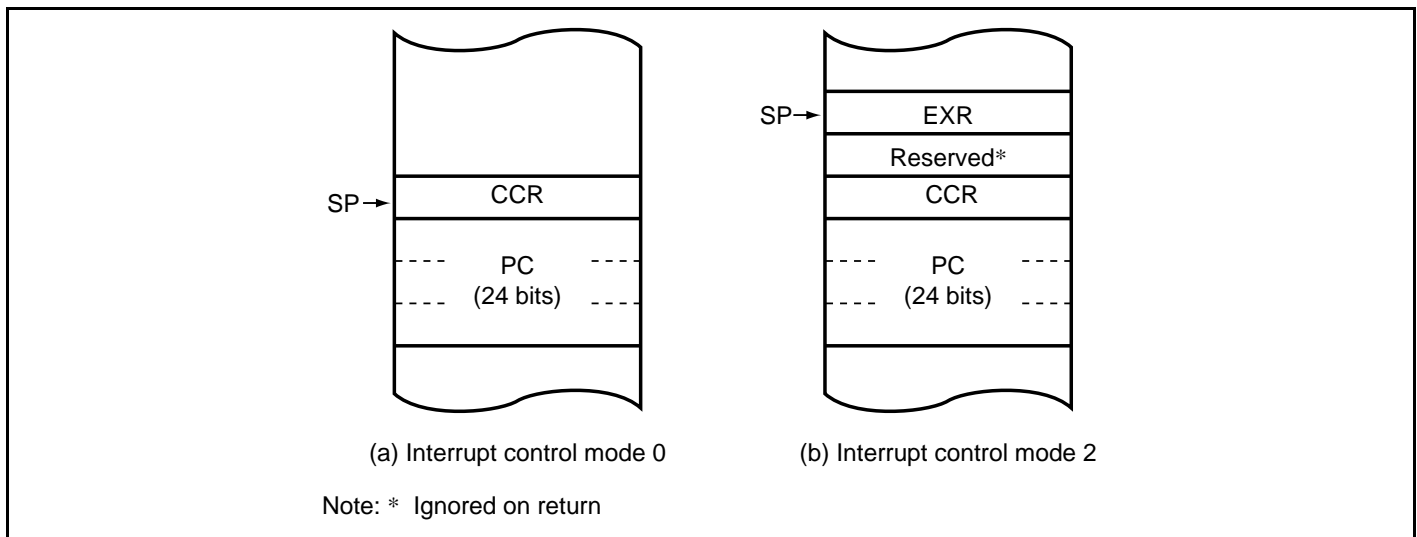 SP
CCR
PC
(24 bits)
(a) Interrupt control mode 0
SP
EXR
Reserved*
CCR
PC
(24 bits)
(b) Interrupt control mode 2
Note: * Ignored on return